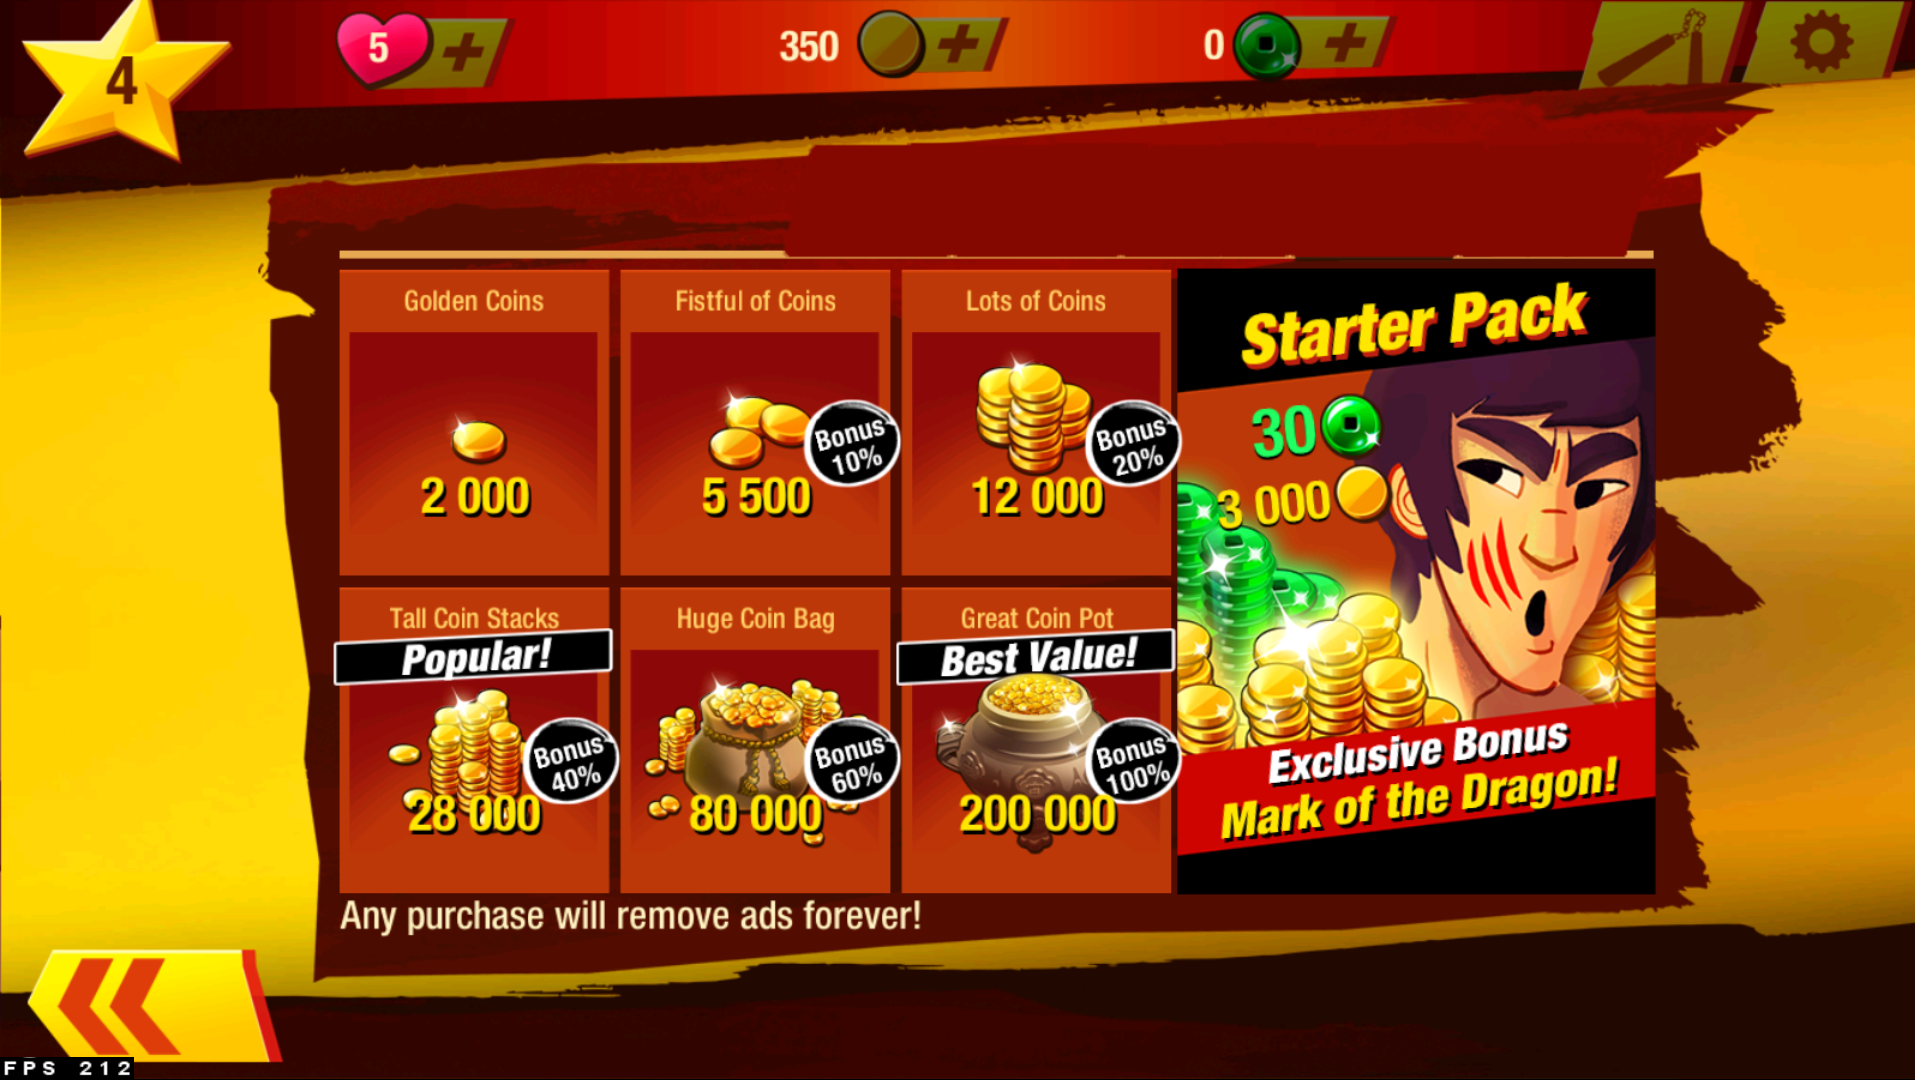 4
5
350
0
Golden Coins
2 000
Fistful of Coins
Bonus
10%
5 500
Lots of Coins
Bonus
20%
12 000
Tall Coin Stacks
Popular!
Bonus
40%
28 000
Huge Coin Bag
Bonus
60%
80 000
Great Coin Pot
Best Value!
Bonus
100%
200 000
Starter Pack
30
3 000
Exclusive Bonus
Mark of the Dragon!
Any purchase will remove ads forever!
FPS 212